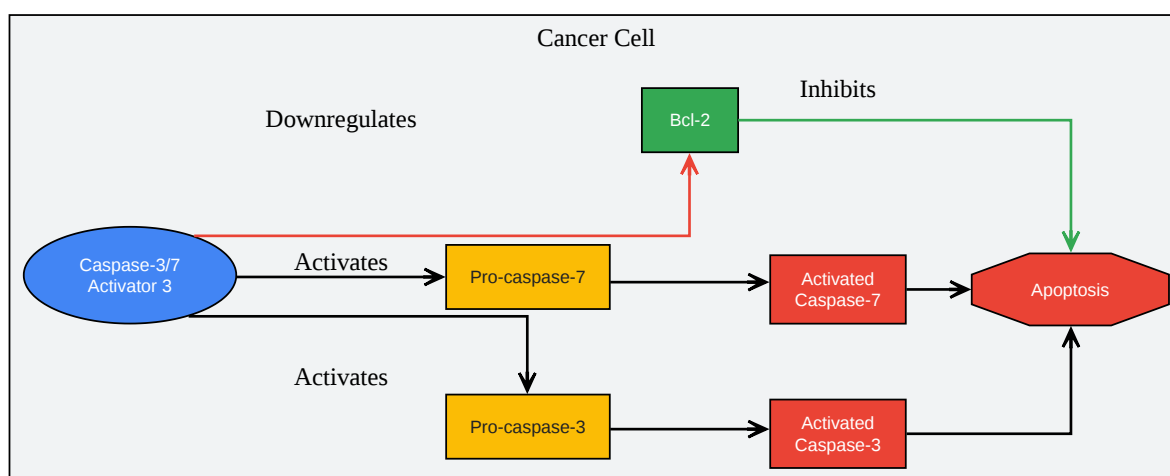 Cancer Cell
Inhibits
Downregulates
Bcl-2
Caspase-3/7
Activator 3
Activates
Pro-caspase-7
Activated
Caspase-7
Apoptosis
Activates
Pro-caspase-3
Activated
Caspase-3